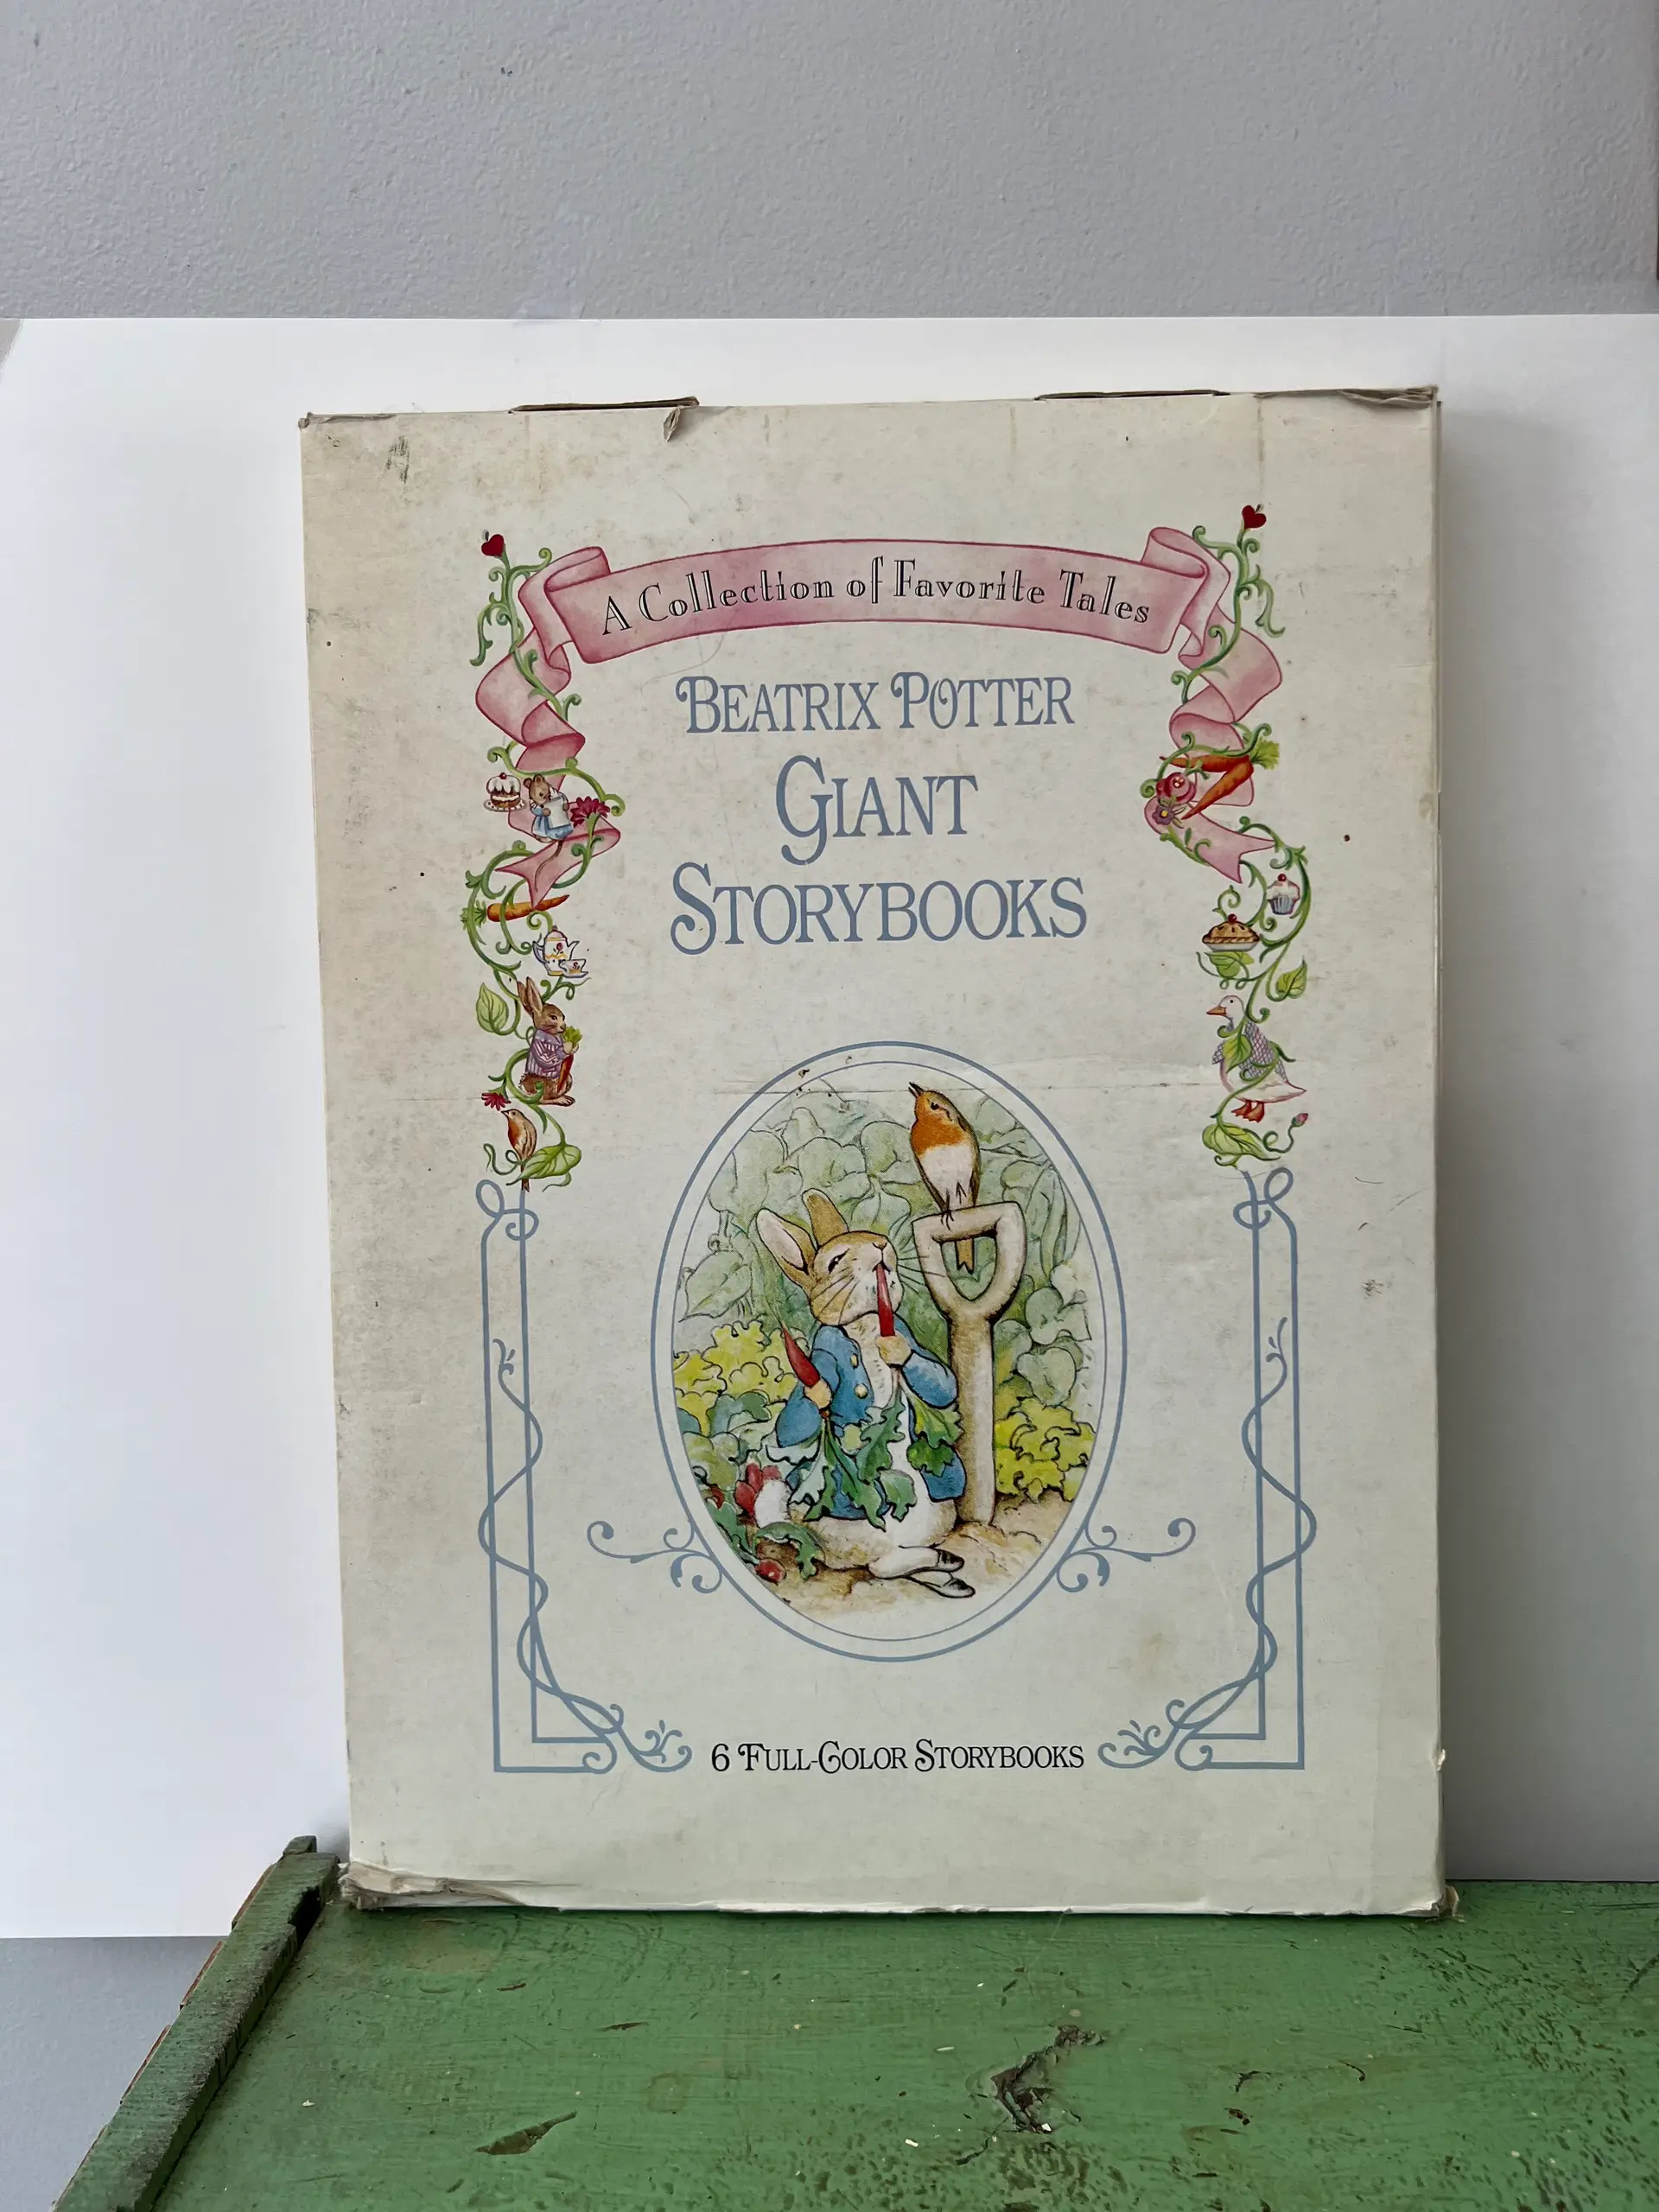 A Collection of Favorite Tales
BEATRIX POTTER
GIANT
STORYBOOKS
6 FULL-COLOR STORYBOOKS